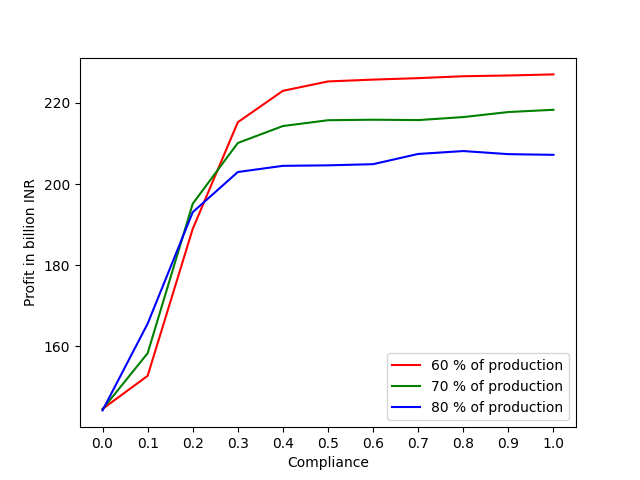 Profit in billion INR
220
200
180
160
0.0 0.1 0.2 0.3 0.4 0.5 0.6 0.7 0.8 0.9 1.0
Compliance
60 % of production
70 % of production
80 % of production